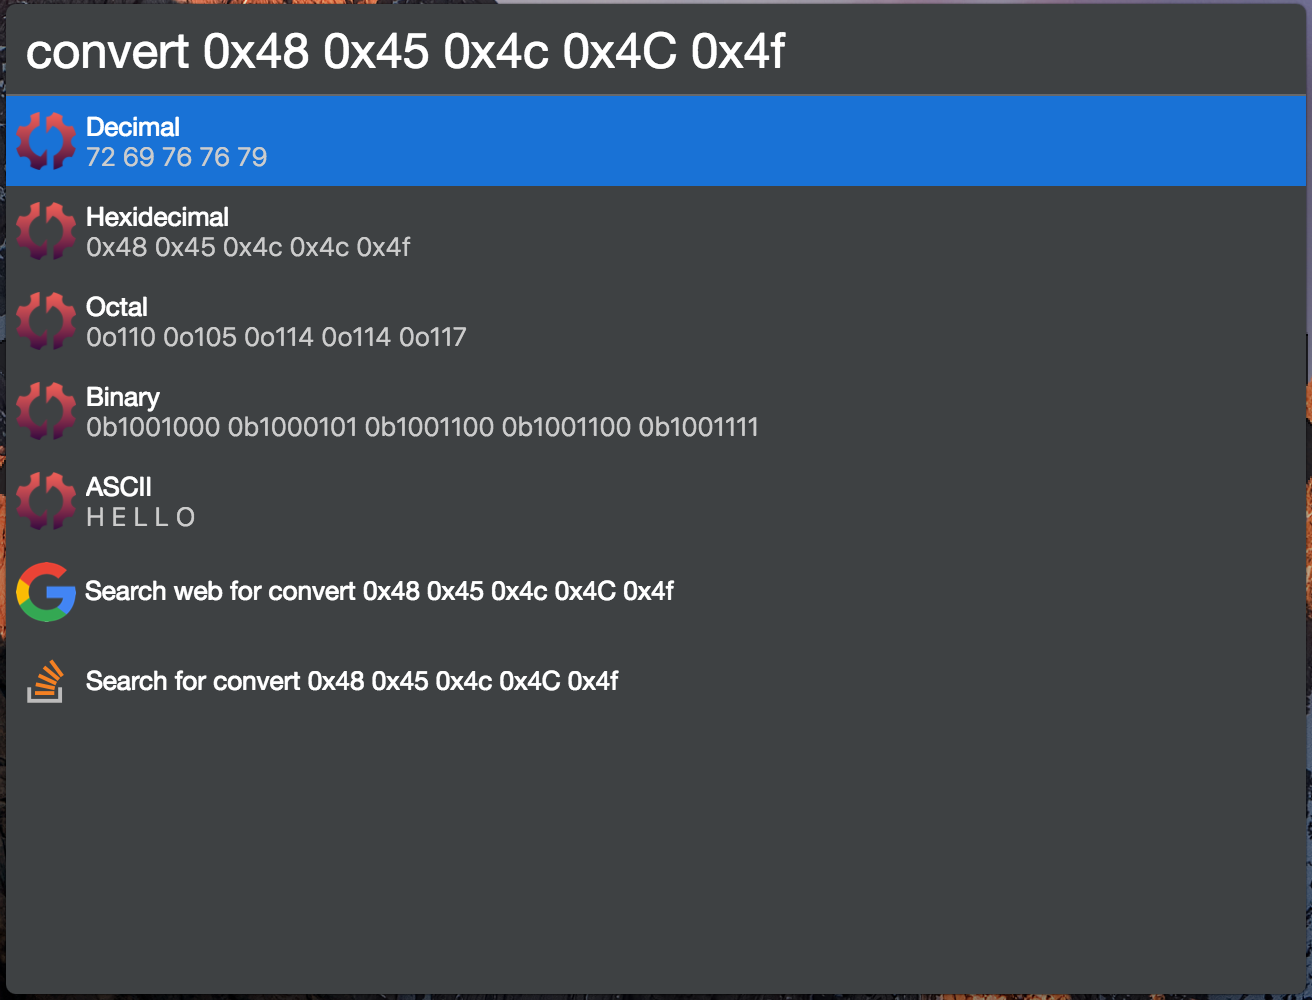 convert 0x48 0x45 0x4c 0x4C 0x4f
Decimal
72 69 76 76 79
Hexidecimal
0x48 0x45 0x4c 0x4c 0x4f
Octal
0o110 0o105 0o114 0o114 0o117
Binary
0b1001000 0b1000101 0b1001100 0b1001100 0b1001111
ASCII
H E L L O
Search web for convert 0x48 0x45 0x4c 0x4C 0x4f
Search for convert 0x48 0x45 0x4c 0x4C 0x4f